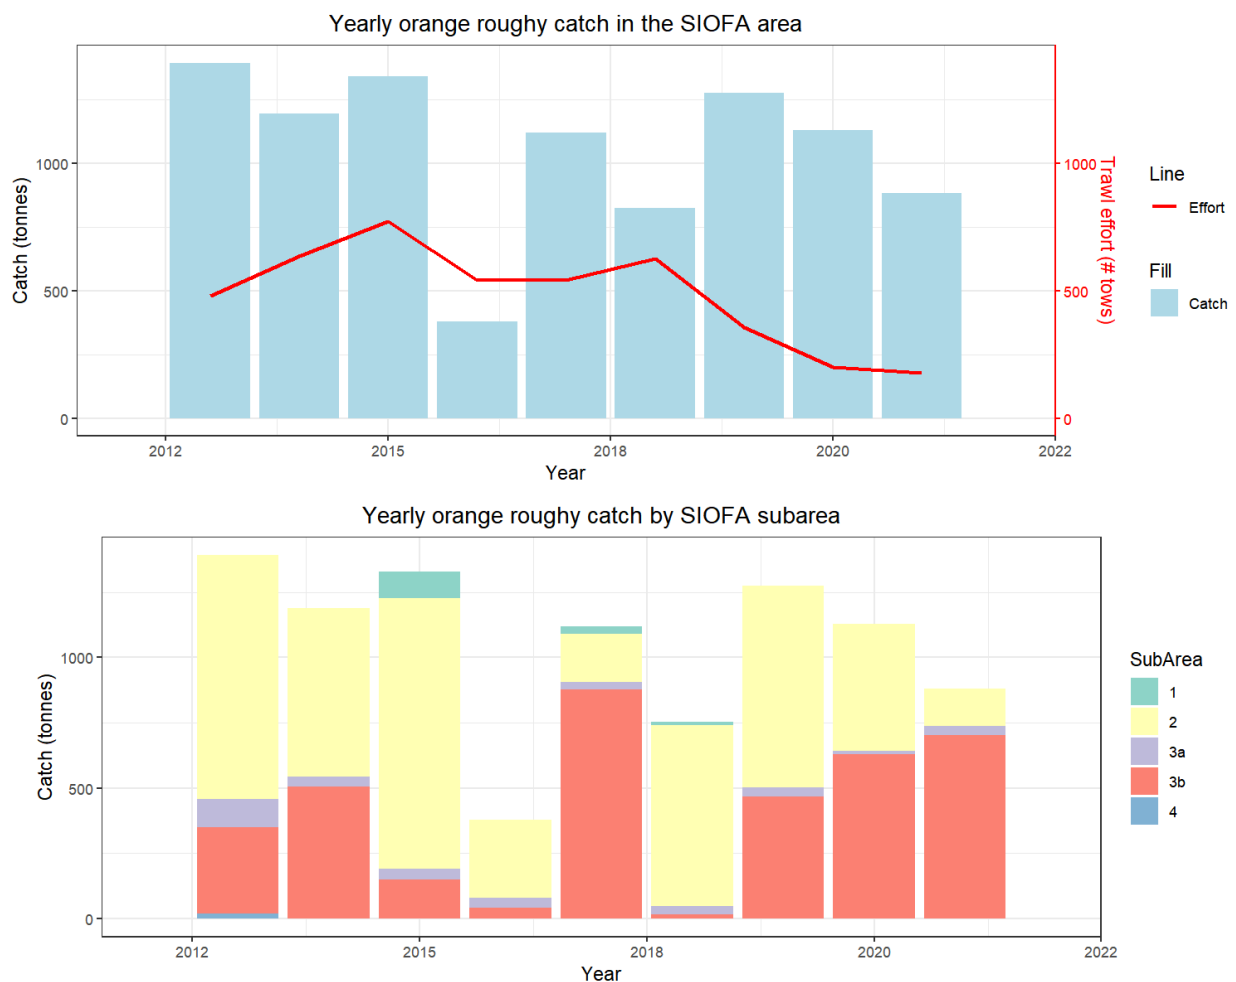 Yearly orange roughy catch in the SIOFA area
Catch (tonnes)
1000
500
0
1000
500
0
Trawl effort (# tows)
2012 2015 2018 2020 2022
Year
Line
Effort
Fill
Catch
Yearly orange roughy catch by SIOFA subarea
Catch (tonnes)
1000
500
0
2012 2015 2018 2020 2022
Year
SubArea
1
2
3a
3b
4